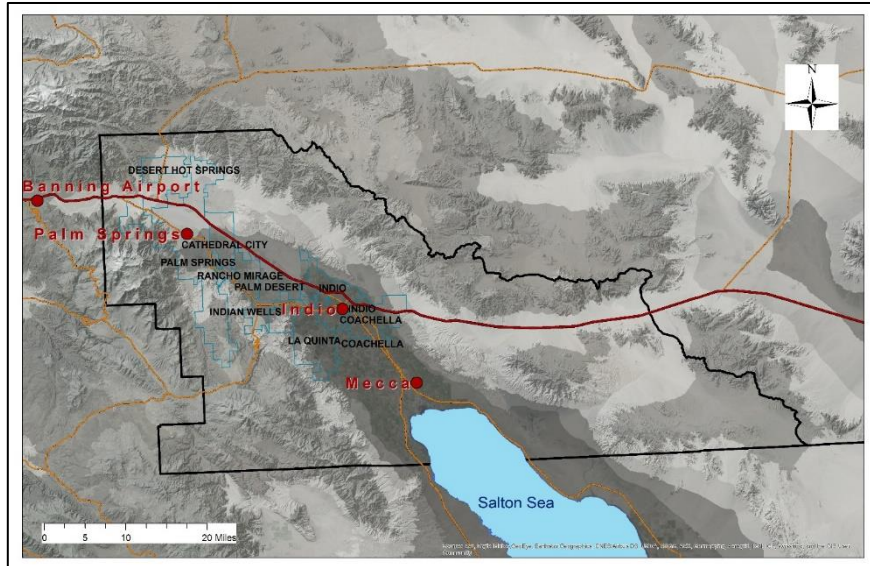 N
DESERT HOT SPRINGS
Banning Airport
Palm Springs
CATHEDRAL CITY
PALM SPRINGS
RANCHO MIRAGE
PALM DESERT
INDIO
INDIAN WELLS
Indio
INDIO
COACHELLA
LA QUINTA
COACHELLA
Mecca
Salton Sea
0 5 10 20 Miles